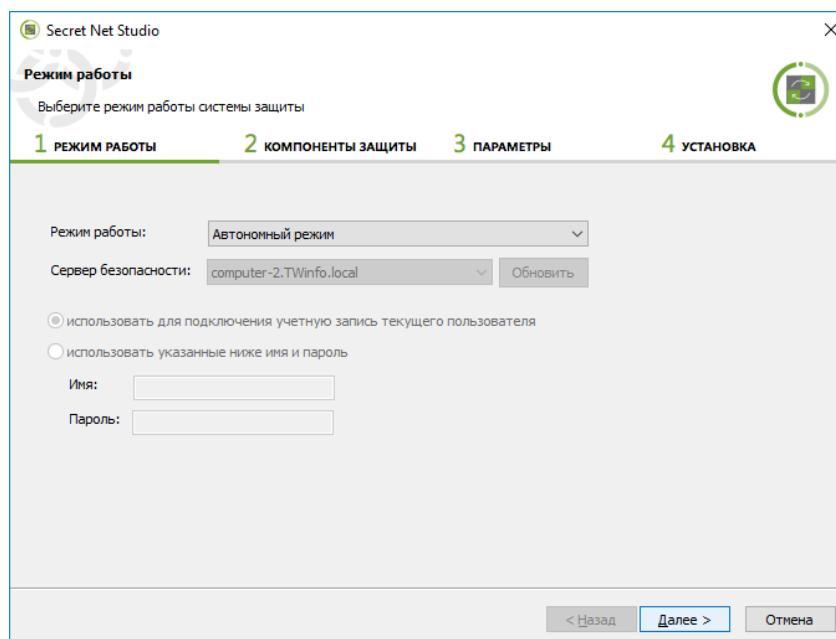 Secret Net Studio
Режим работы
Выберите режим работы системы защиты
1 РЕЖИМ РАБОТЫ 2 КОМПОНЕНТЫ ЗАЩИТЫ 3 ПАРАМЕТРЫ 4 УСТАНОВКА
Режим работы: Автономный режим
Сервер безопасности: computer-2.TWinfo.local Обновить
использовать для подключения учетную запись текущего пользователя
использовать указанные ниже имя и пароль
Имя:
Пароль:
< Назад Далее > Отмена